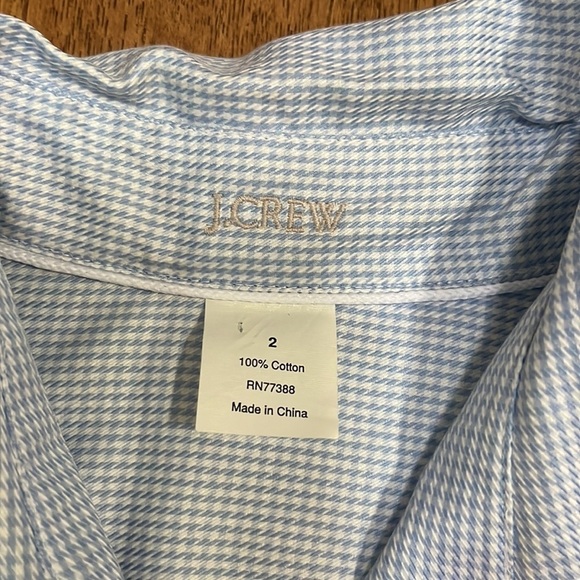 J.CREW
2
100% Cotton
RN77388
Made in China